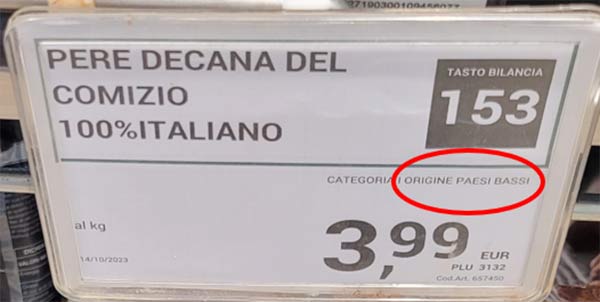 PERE DECANA DEL
COMIZIO
100%ITALIANO
TASTO BILANCIA
153
CATEGORIA I ORIGINE PAESI BASSI
al kg
3,99 EUR
14/10/2023
PLU 3132
Cod.Art. 657450